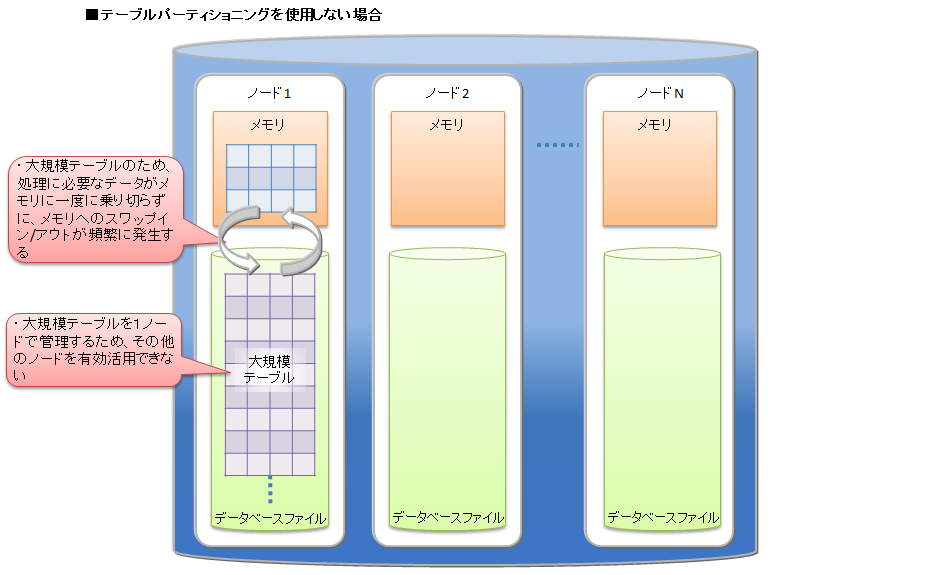 ■テーブルパーティショニングを使用しない場合
ノード1
ノード2
ノードN
メモリ
メモリ
メモリ
・大規模テーブルのため、
処理に必要なデータがメ
モリに一度に乗り切らず
に、メモリへのスワップイ
ン/アウトが頻繁に発生す
る
・大規模テーブルを1ノー
ドで管理するため、その他
のノードを有効活用できな
い
大規模
テーブル
データベースファイル
データベースファイル
データベースファイル